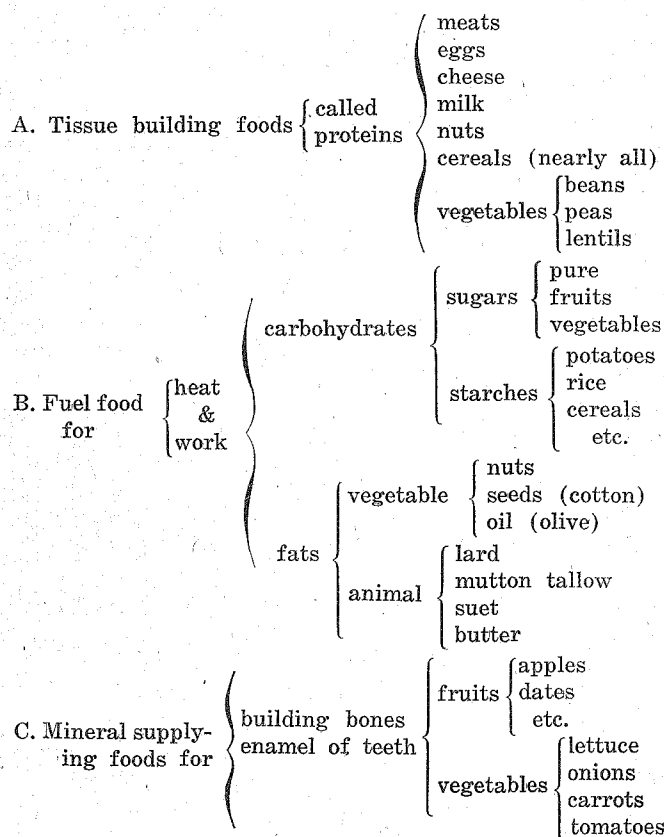 meats
eggs
cheese
milk
A. Tissue building foods called proteins
nuts
cereals (nearly all)
vegetables
beans
peas
lentils
B. Fuel food for
heat
&
work
carbohydrates
sugars
pure
fruits
vegetables
starches
potatoes
rice
cereals
etc.
fats
vegetable
nuts
seeds (cotton)
oil (olive)
animal
lard
mutton tallow
suet
butter
C. Mineral supply-
ing foods for
building bones
enamel of teeth
fruits
apples
dates
etc.
vegetables
lettuce
onions
carrots
tomatoes